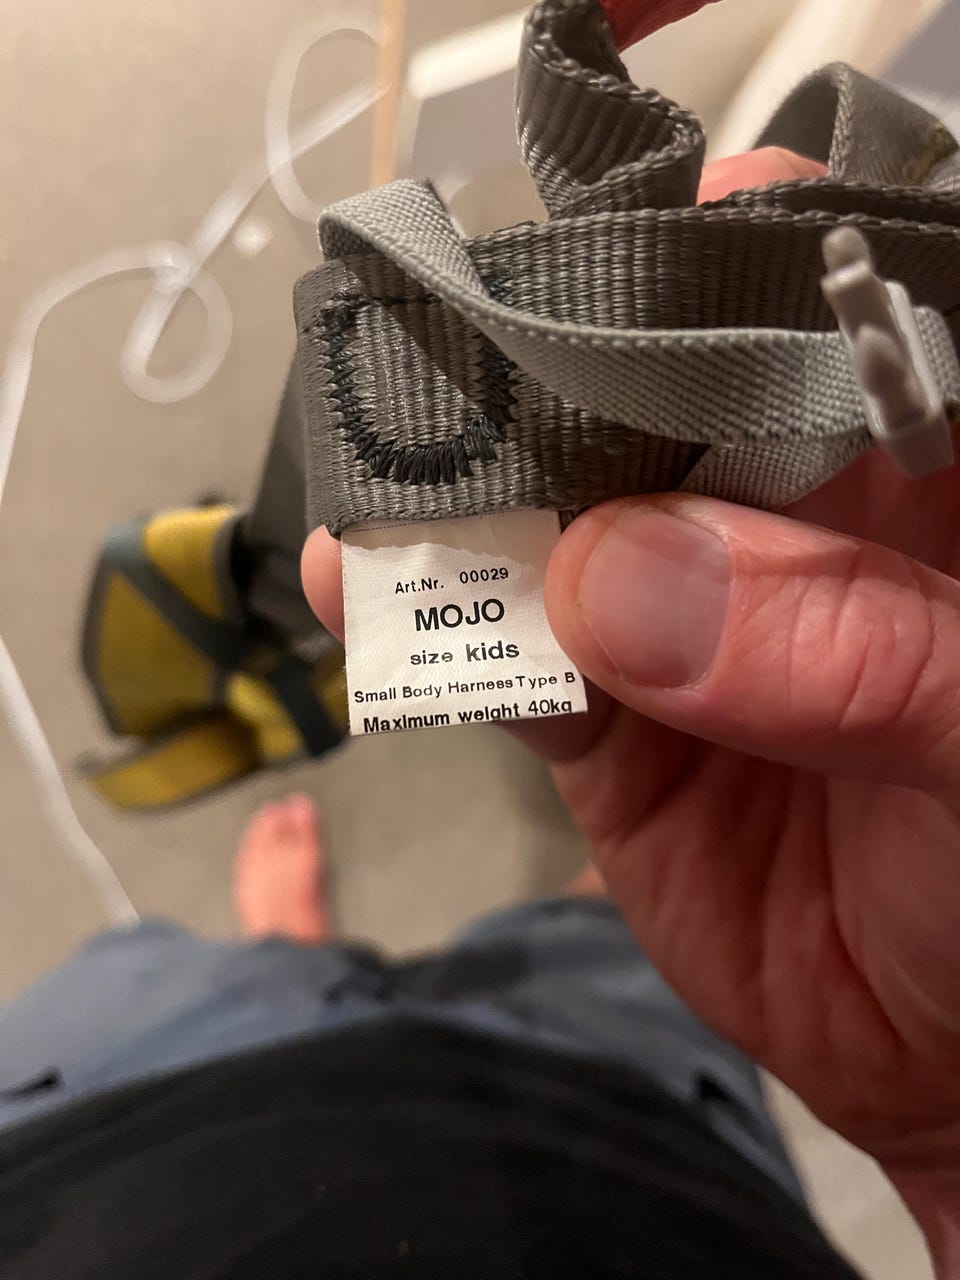 Art.Nr. 00029
MOJO
size kids
Small Body Harness Type B
Maximum weight 40kg